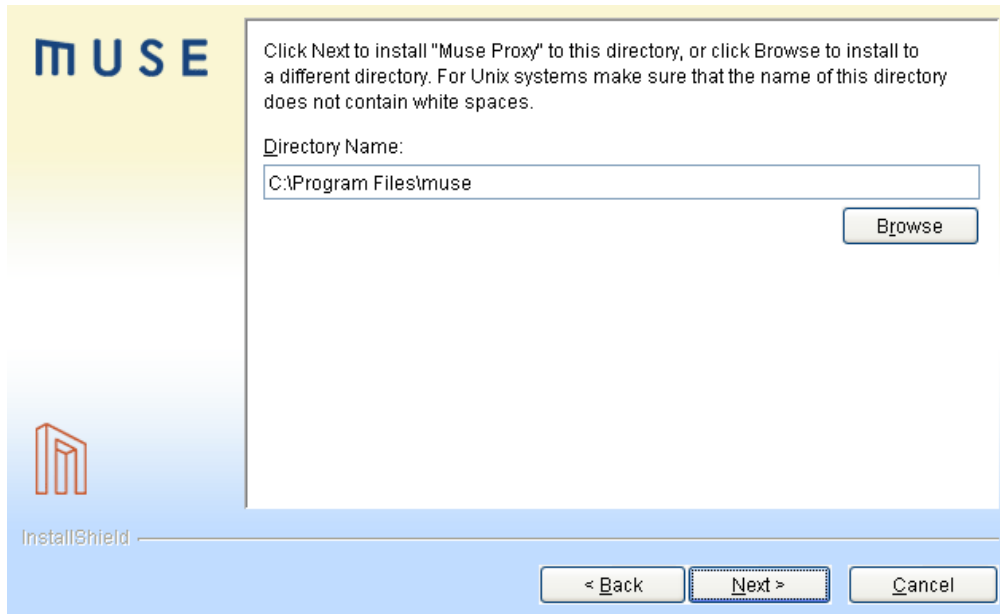 MUSE
Click Next to install "Muse Proxy" to this directory, or click Browse to install to
a different directory. For Unix systems make sure that the name of this directory
does not contain white spaces.
Directory Name:
C:\Program Files\muse
Browse
InstallShield
< Back
Next >
Cancel